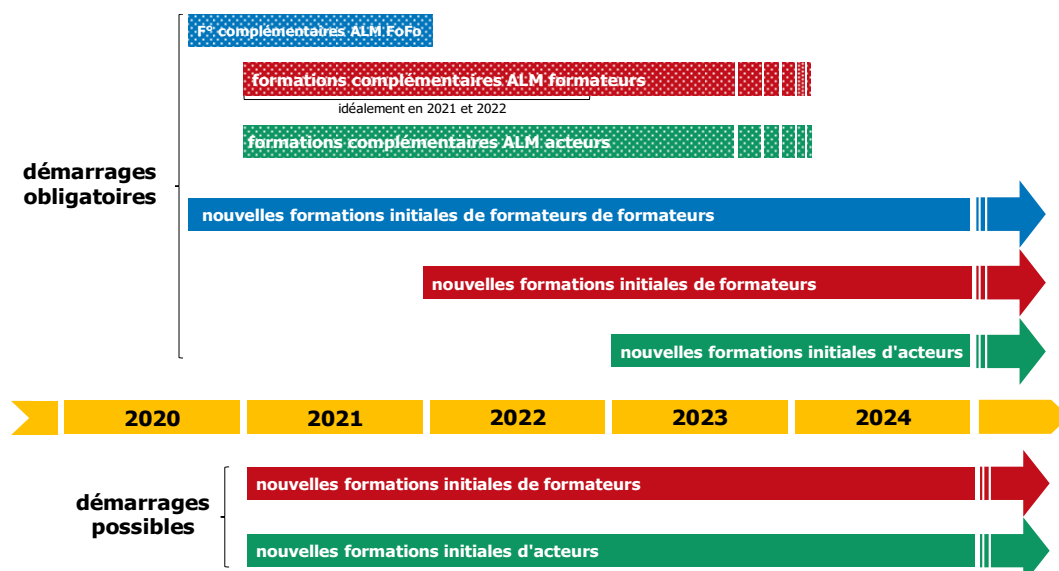 F° complémentaires ALM FoFo
formations complémentaires ALM formateurs
idéalement en 2021 et 2022
formations complémentaires ALM acteurs
démarrages
obligatoires
nouvelles formations initiales de formateurs de formateurs
nouvelles formations initiales de formateurs
nouvelles formations initiales d'acteurs
2020 2021 2022 2023 2024
démarrages
possibles
nouvelles formations initiales de formateurs
nouvelles formations initiales d'acteurs